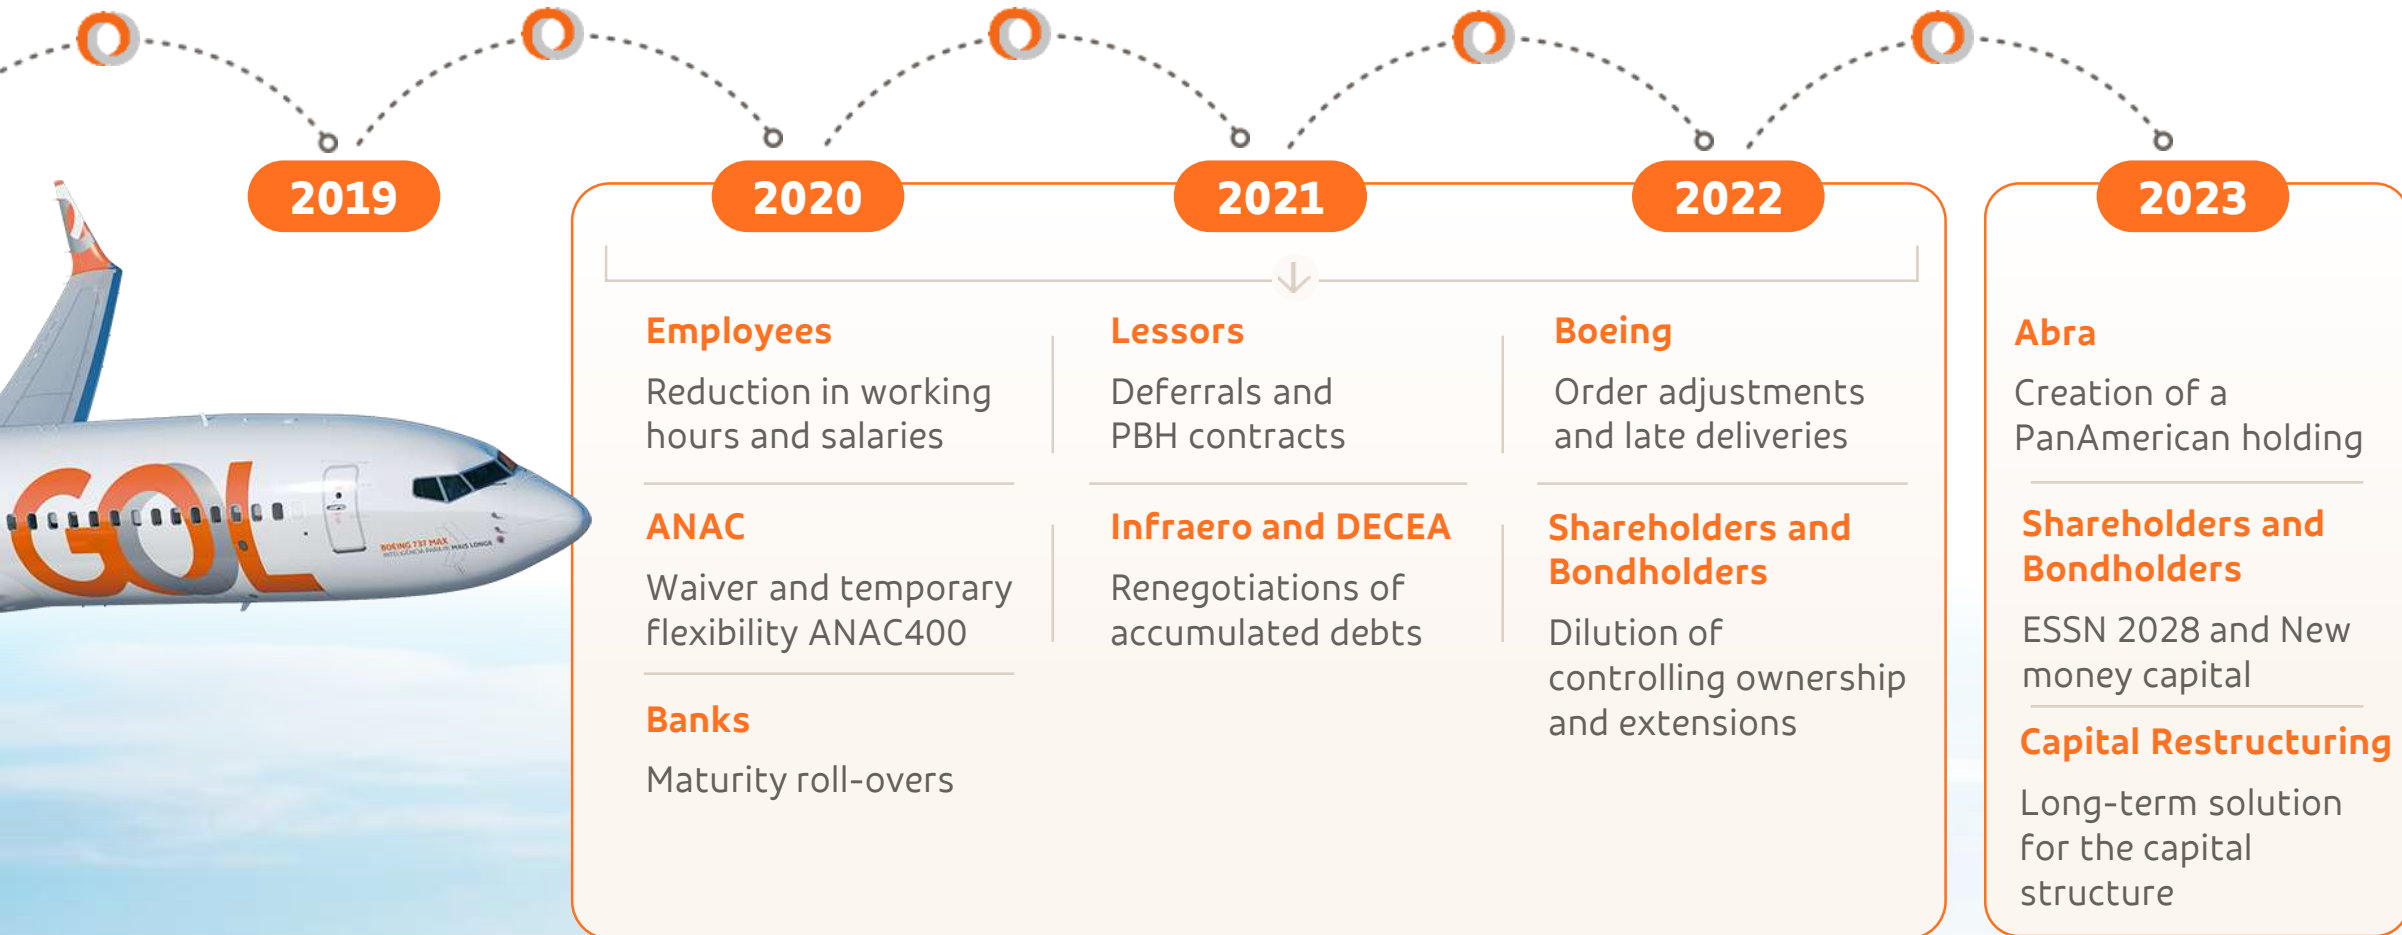 2019
2020
2021
2022
2023
GOL
BOEING 737 MAX
Employees
Reduction in working
hours and salaries
Lessors
Deferrals and
PBH contracts
Boeing
Order adjustments
and late deliveries
ANAC
Waiver and temporary
flexibility ANAC400
Infraero and DECEA
Renegotiations of
accumulated debts
Shareholders and
Bondholders
Dilution of
controlling ownership
and extensions
Banks
Maturity roll-overs
Abra
Creation of a
PanAmerican holding
Shareholders and
Bondholders
ESSN 2028 and New
money capital
Capital Restructuring
Long-term solution
for the capital
structure